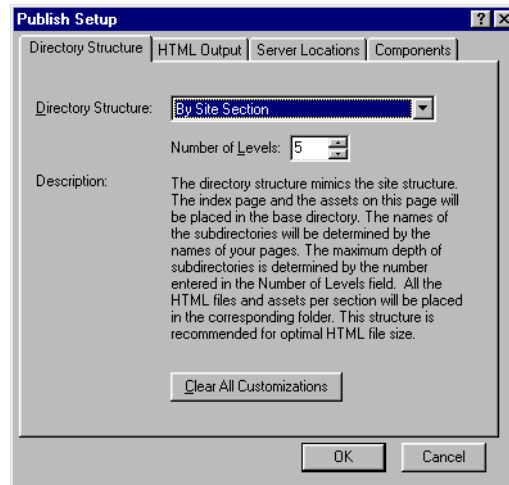 Publish Setup
Directory Structure HTML Output Server Locations Components
Directory Structure: By Site Section
Number of Levels: 5
Description: The directory structure mimics the site structure.
The index page and the assets on this page will
be placed in the base directory. The names of
the subdirectories will be determined by the
names of your pages. The maximum depth of
subdirectories is determined by the number
entered in the Number of Levels field. All the
HTML files and assets per section will be placed
in the corresponding folder. This structure is
recommended for optimal HTML file size.
Clear All Customizations
OK Cancel